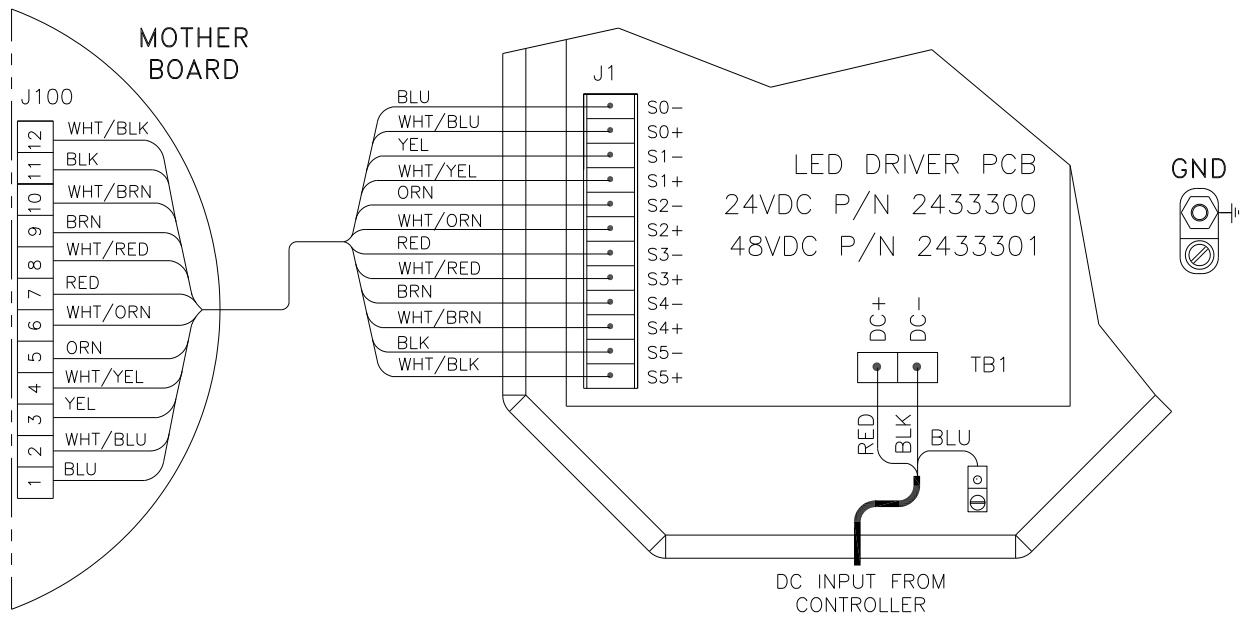 MOTHER
BOARD
J100
12 WHT/BLK
11 BLK
10 WHT/BRN
9 BRN
8 WHT/RED
7 RED
6 WHT/ORN
5 ORN
4 WHT/YEL
3 YEL
2 WHT/BLU
1 BLU
J1
BLU S0-
WHT/BLU S0+
YEL S1-
WHT/YEL S1+
ORN S2-
WHT/ORN S2+
RED S3-
WHT/RED S3+
BRN S4-
WHT/BRN S4+
BLK S5-
WHT/BLK S5+
LED DRIVER PCB
24VDC P/N 2433300
48VDC P/N 2433301
DC+
DC-
TB1
RED
BLK
BLU
DC INPUT FROM
CONTROLLER
GND